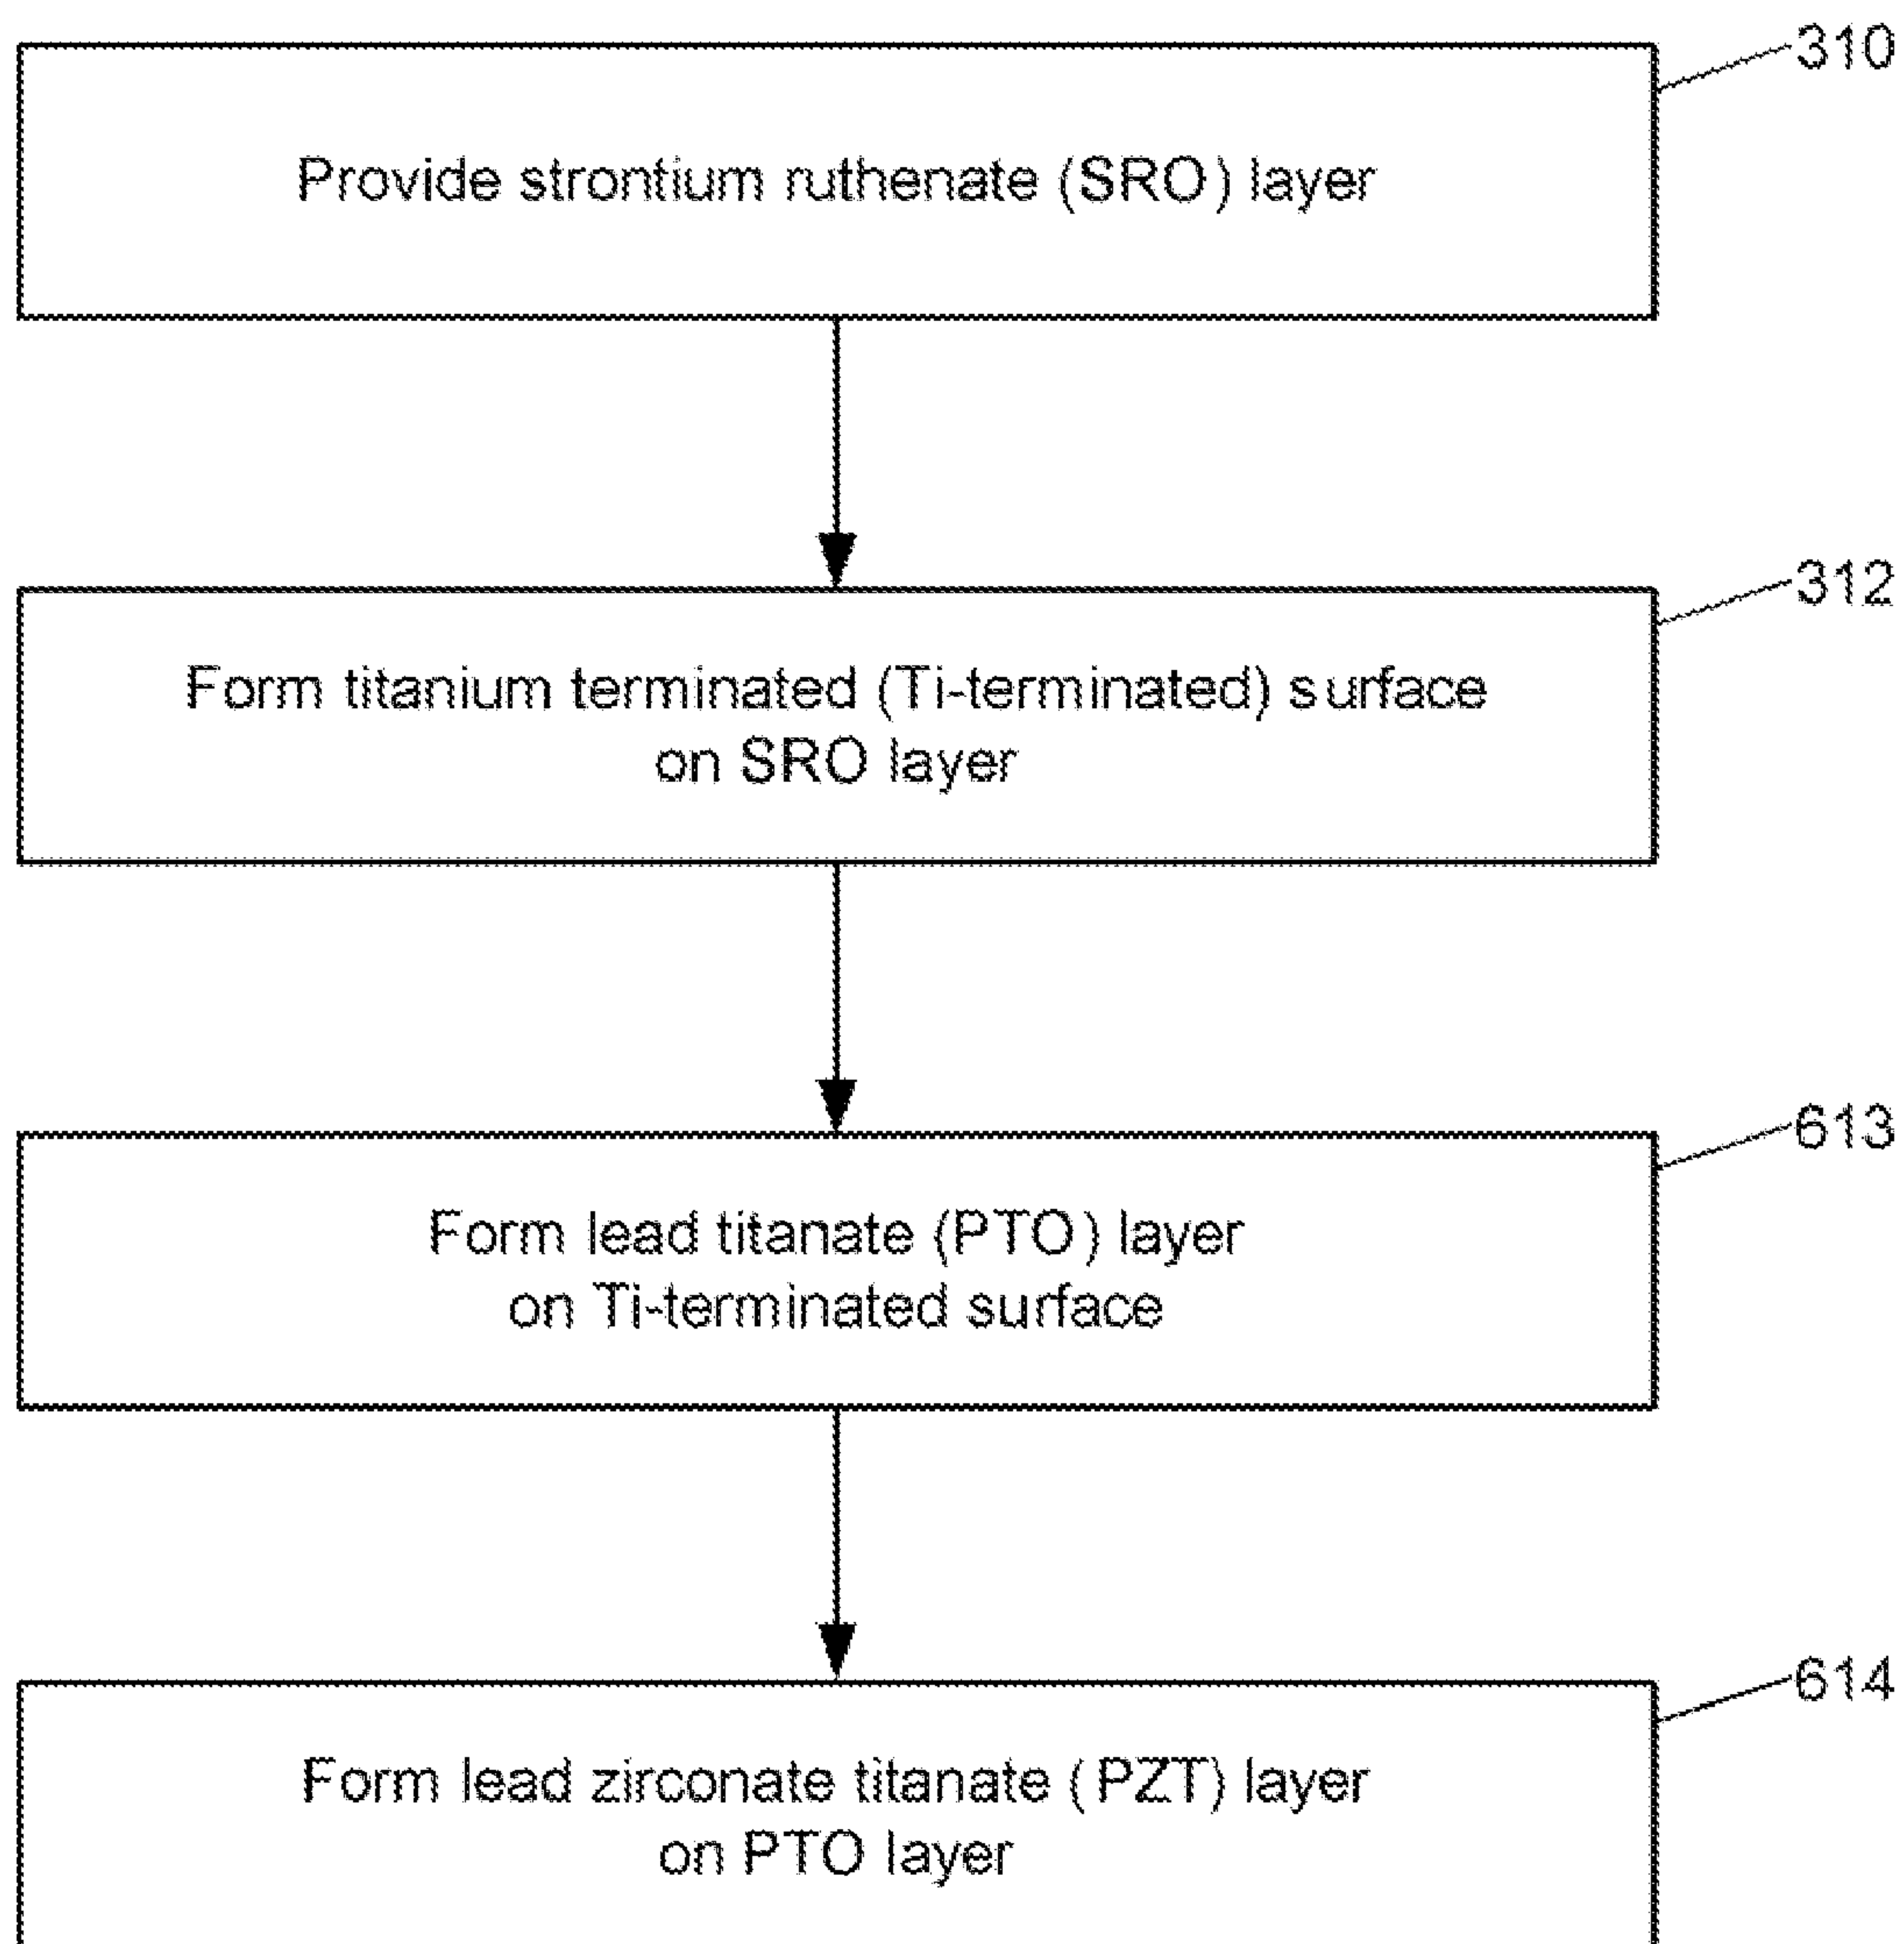 310
Provide strontium ruthenate (SRO) layer
312
Form titanium terminated (Ti-terminated) surface
on SRO layer
613
Form lead titanate (PTO) layer
on Ti-terminated surface
614
Form lead zirconate titanate (PZT) layer
on PTO layer